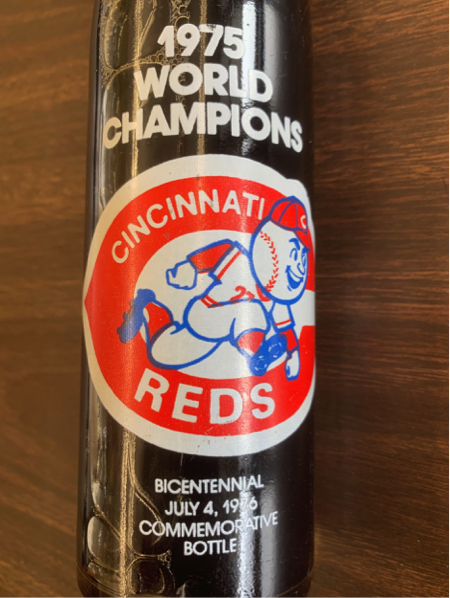 1975
WORLD
CHAMPIONS
CINCINNATI
C
REDS
BICENTENNIAL
JULY 4, 1976
COMMEMORATIVE
BOTTLE